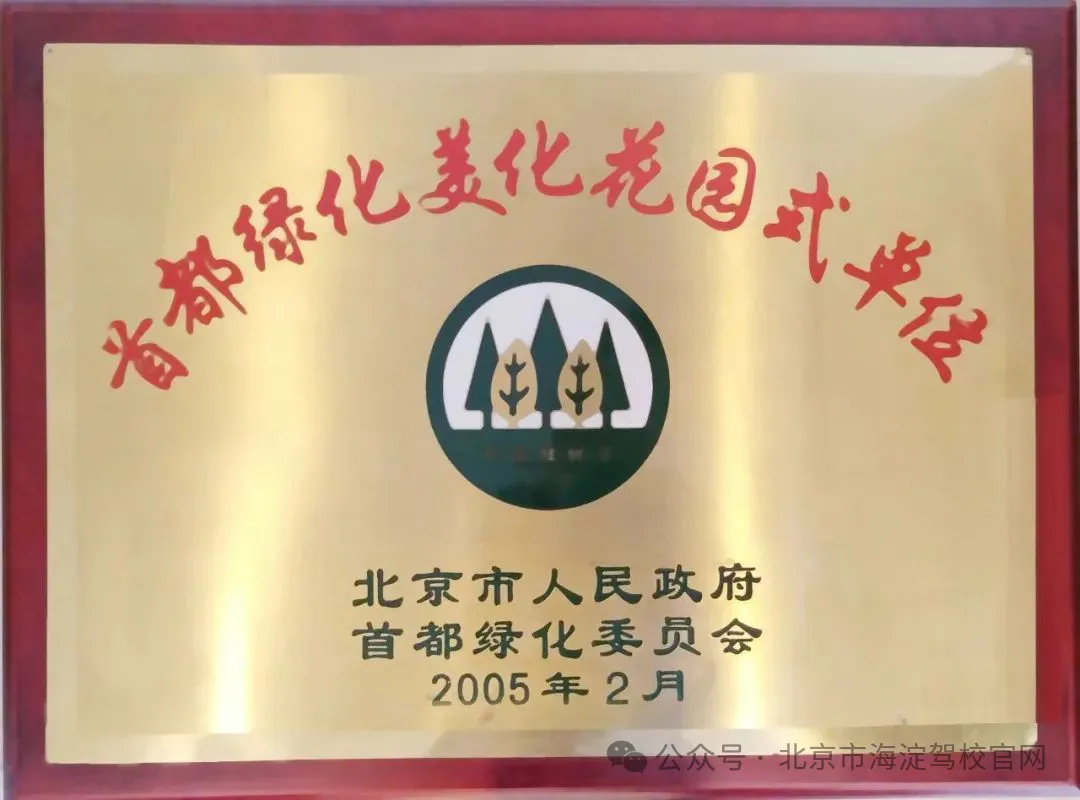 首都绿化美化花园式单位
北京市人民政府
首都绿化委员会
2005年2月
公众号·北京市海淀驾校官网